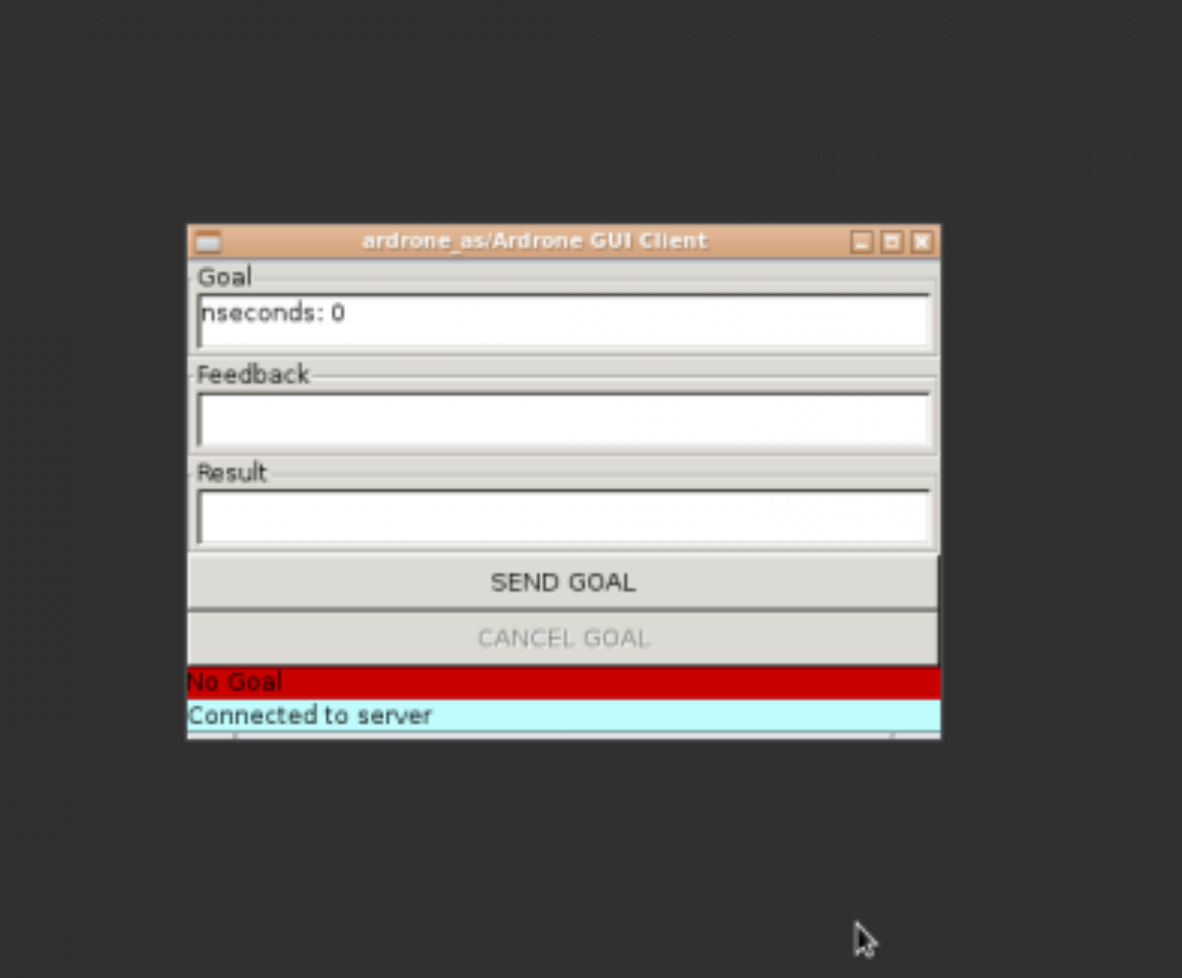 ardrone_as/Ardrone GUI Client
Goal
nseconds: 0
Feedback
Result
SEND GOAL
CANCEL GOAL
No Goal
Connected to server